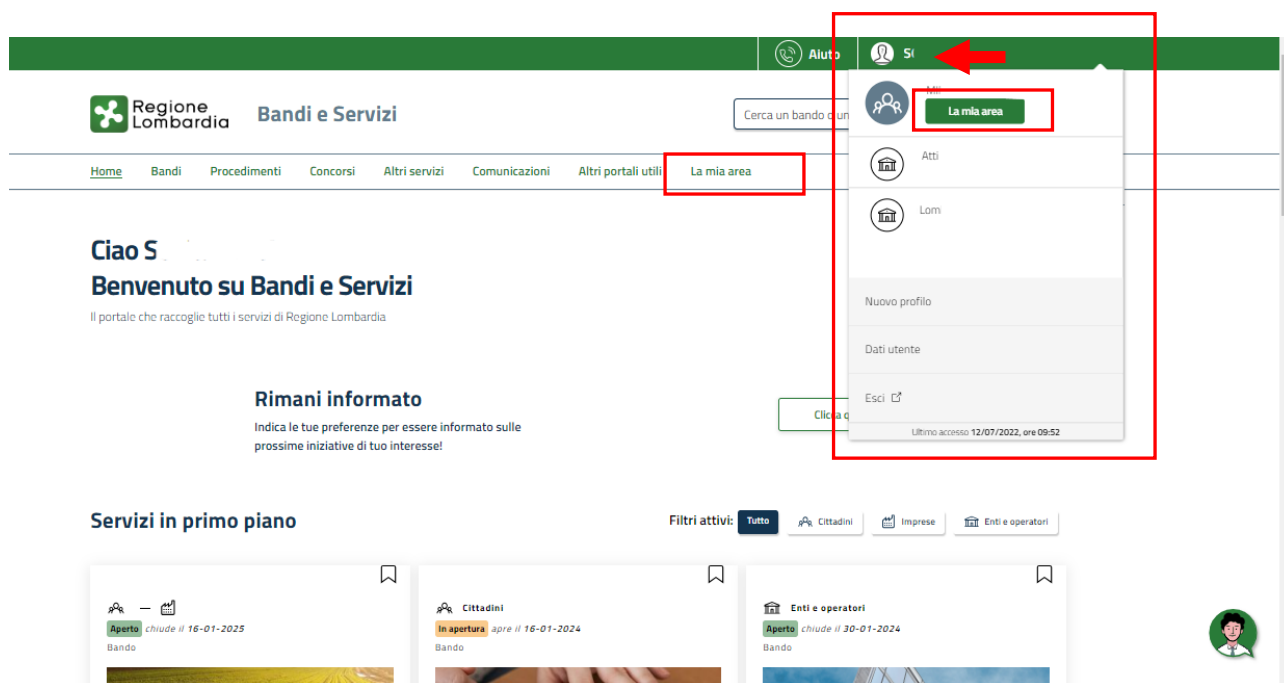 Aiuto
La mia area
Atti
Lom
Nuovo profilo
Dati utente
Esci
Ultimo accesso 12/07/2022, ore 09:52
Regione
Lombardia
Bandi e Servizi
Cerca un bando o un
Home Bandi Procedimenti Concorsi Altri servizi Comunicazioni Altri portali utili La mia area
Ciao S
Benvenuto su Bandi e Servizi
Il portale che raccoglie tutti i servizi di Regione Lombardia
Rimani informato
Indica le tue preferenze per essere informato sulle
prossime iniziative di tuo interesse!
Clicca q
Servizi in primo piano
Filtri attivi: Tutto Cittadini Imprese Enti e operatori
Aperto chiude il 16-01-2025
Bando
Cittadini
In apertura apre il 16-01-2024
Bando
Enti e operatori
Aperto chiude il 30-01-2024
Bando